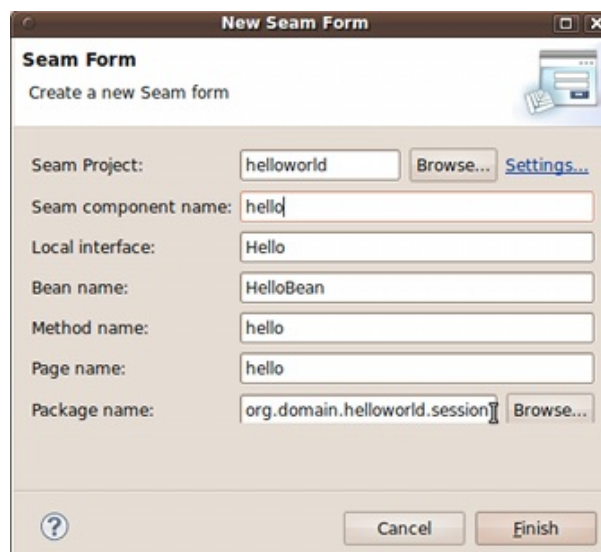 New Seam Form
Seam Form
Create a new Seam form
Seam Project: helloworld Browse... Settings...
Seam component name: hello
Local interface: Hello
Bean name: HelloBean
Method name: hello
Page name: hello
Package name: org.domain.helloworld.session Browse...
? Cancel Finish